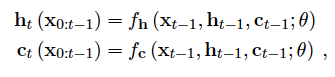 h_t (x_{0:t−1}) = f_h (x_{t−1}, h_{t−1}, c_{t−1}; θ)
c_t (x_{0:t−1}) = f_c (x_{t−1}, h_{t−1}, c_{t−1}; θ) ,